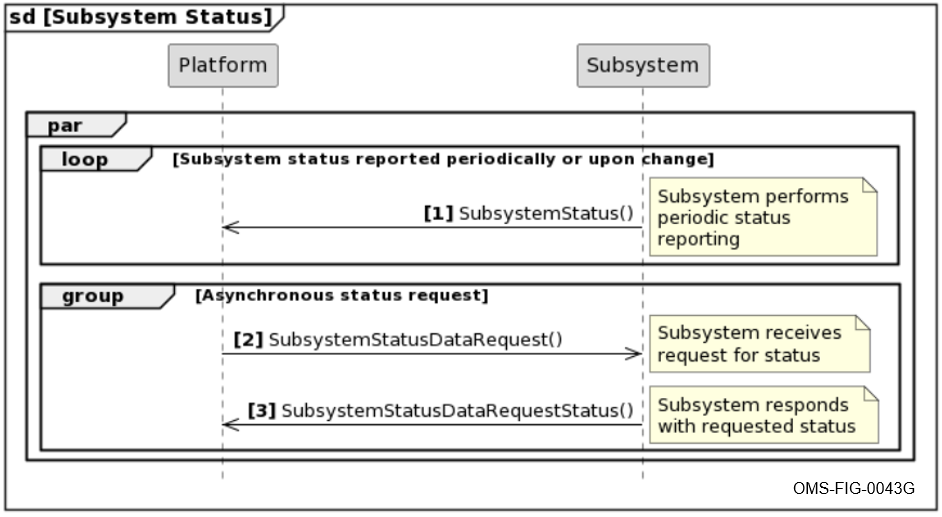 sd [Subsystem Status]
Platform
Subsystem
par
loop
[Subsystem status reported periodically or upon change]
[1] SubsystemStatus()
Subsystem performs
periodic status
reporting
group
[Asynchronous status request]
[2] SubsystemStatusDataRequest()
Subsystem receives
request for status
[3] SubsystemStatusDataRequestStatus()
Subsystem responds
with requested status
OMS-FIG-0043G